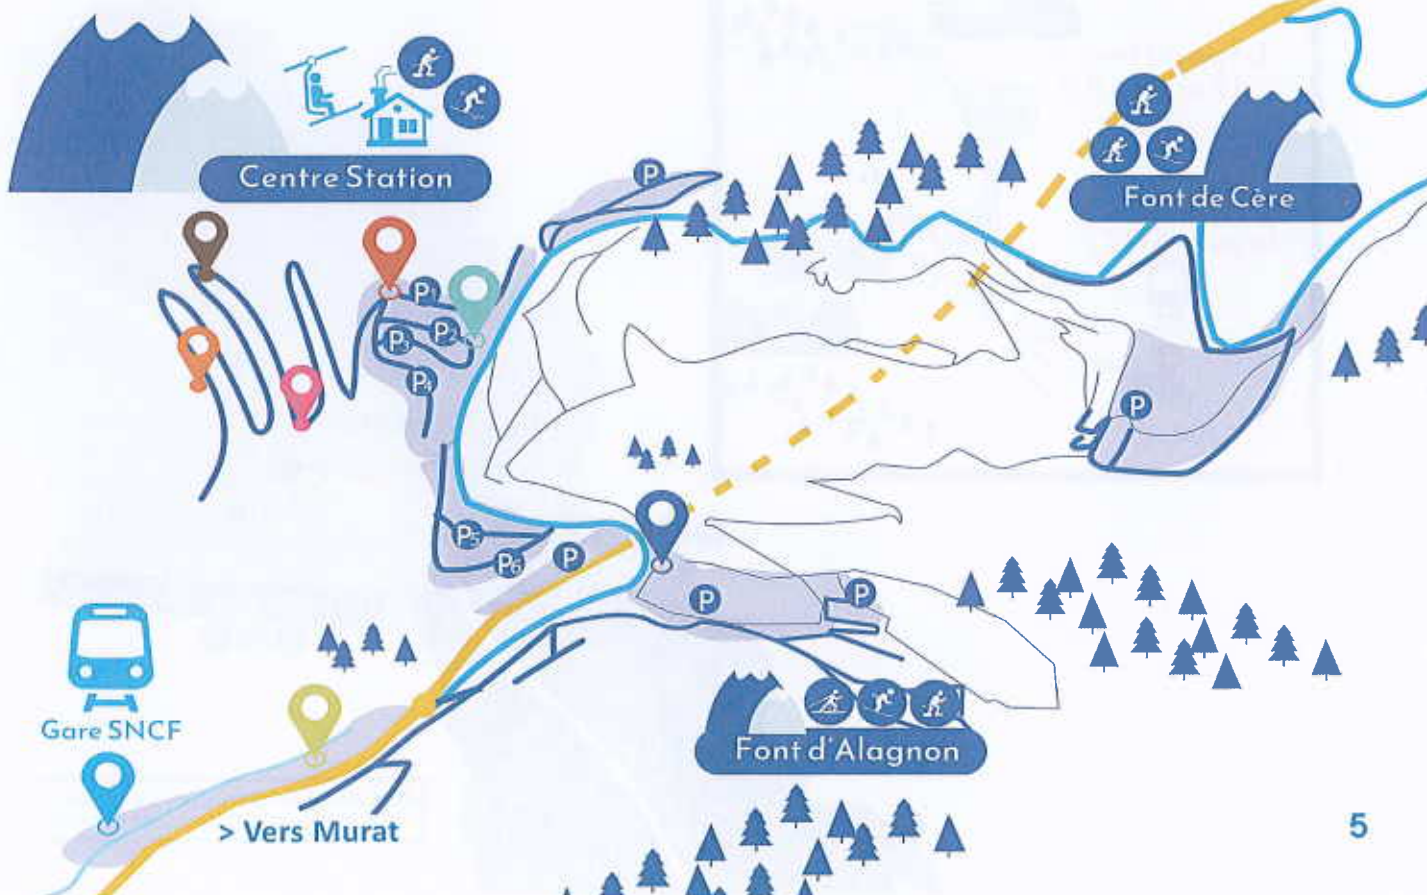 Centre Station
Font de Cère
P
P1
P2
P3
P4
P
P5
P6
P
P
P
Font d'Alagnon
Gare SNCF
> Vers Murat
5